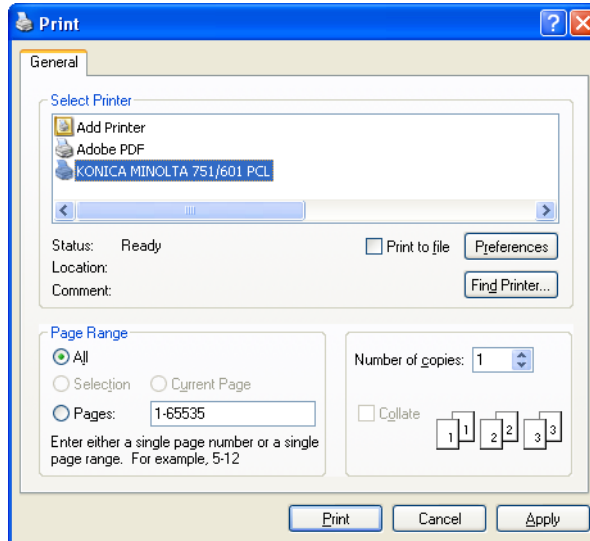 Print
General
Select Printer
Add Printer
Adobe PDF
KONICA MINOLTA 751/601 PCL
Status: Ready
Print to file
Preferences
Location:
Comment:
Find Printer...
Page Range
All
Selection
Current Page
Pages: 1-65535
Enter either a single page number or a single
page range. For example, 5-12
Number of copies: 1
Collate
1 1 2 2 3 3
Print Cancel Apply